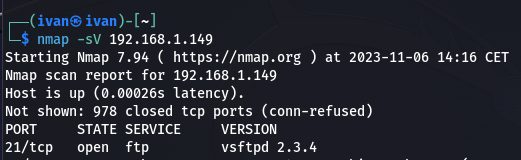 ┌──(ivan㉿ivan)-[~]
└─$ nmap -sV 192.168.1.149
Starting Nmap 7.94 ( https://nmap.org ) at 2023-11-06 14:16 CET
Nmap scan report for 192.168.1.149
Host is up (0.00026s latency).
Not shown: 978 closed tcp ports (conn-refused)
PORT     STATE SERVICE     VERSION
21/tcp   open  ftp         vsftpd 2.3.4